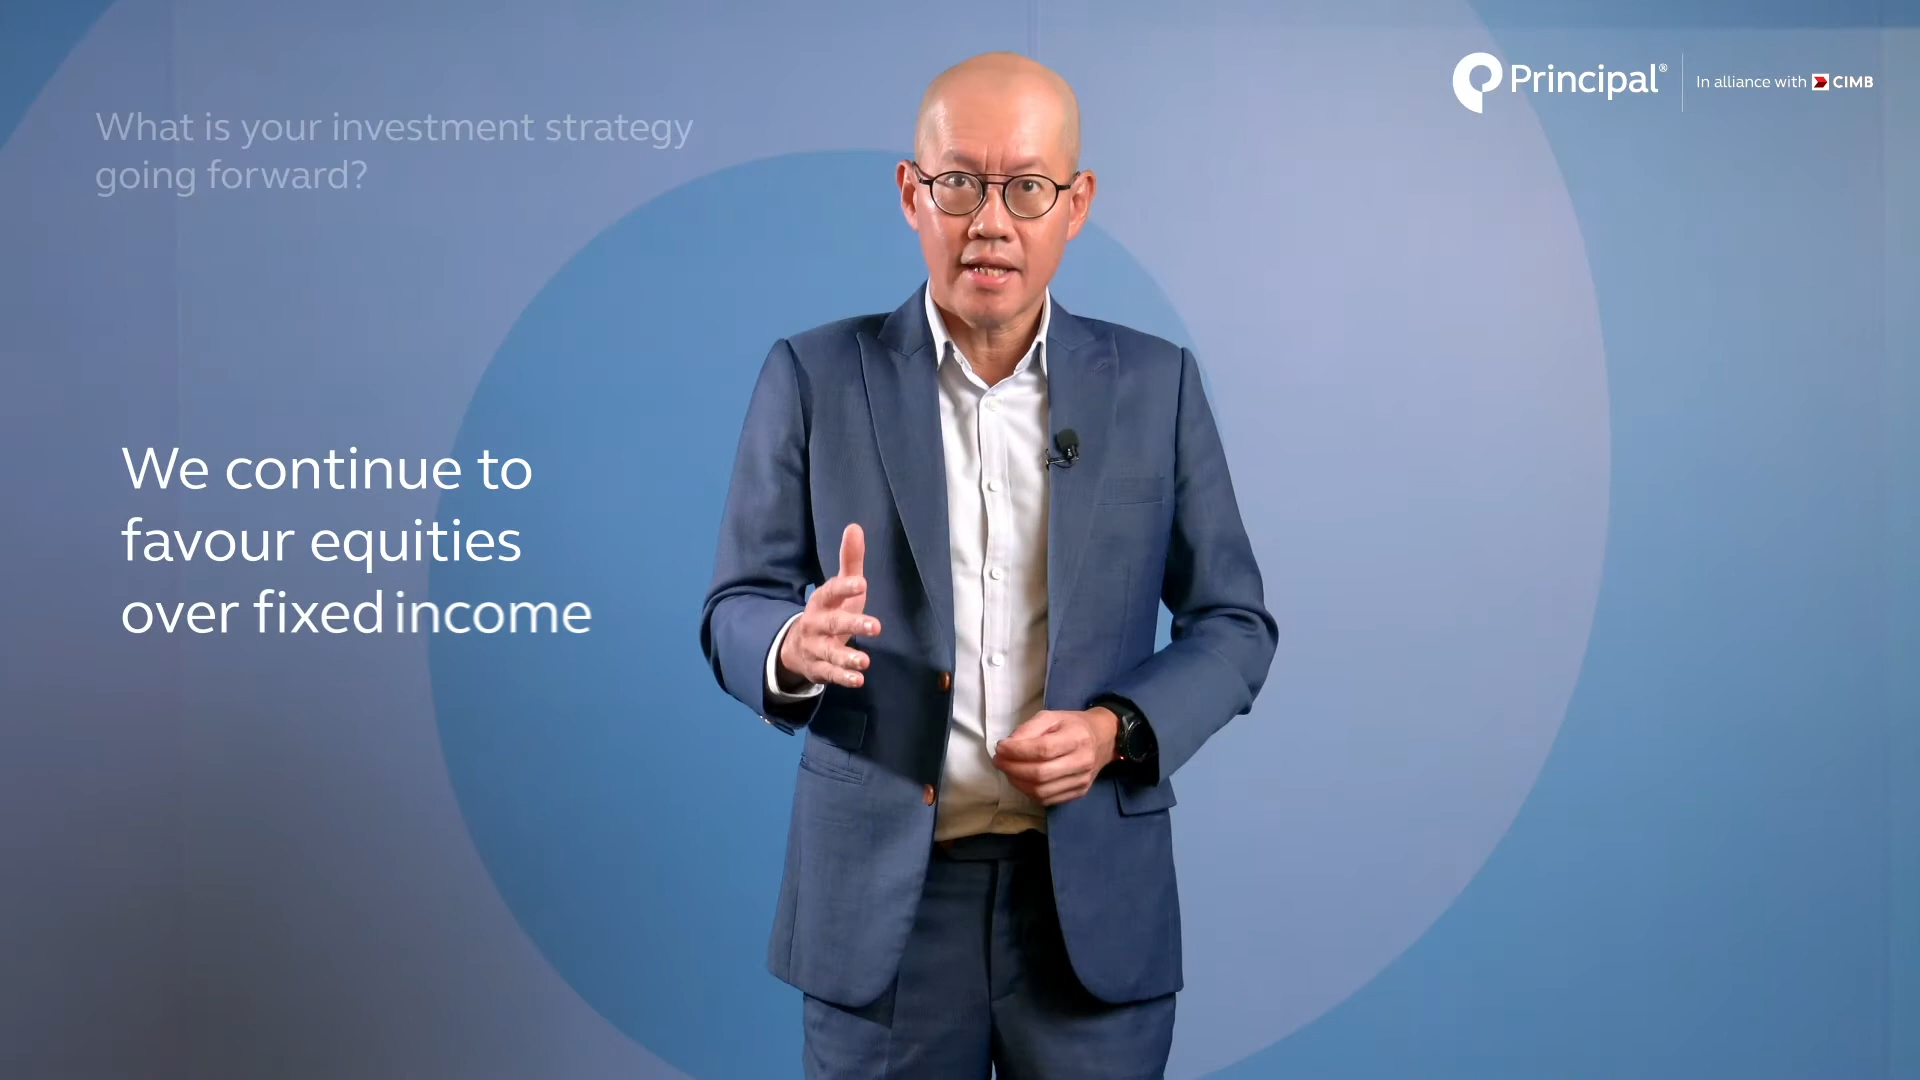 What is your investment strategy
going forward?
Principal®
In alliance with CIMB
We continue to
favour equities
over fixed income